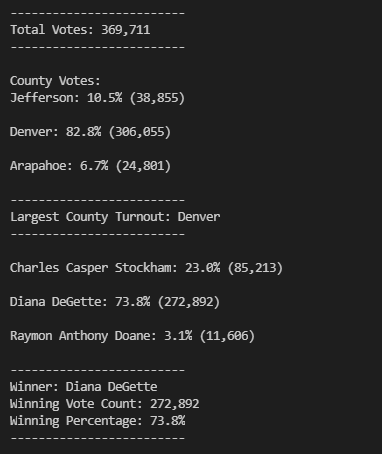 -------------------------
Total Votes: 369,711
-------------------------
County Votes:
Jefferson: 10.5% (38,855)
Denver: 82.8% (306,055)
Arapahoe: 6.7% (24,801)
-------------------------
Largest County Turnout: Denver
-------------------------
Charles Casper Stockham: 23.0% (85,213)
Diana DeGette: 73.8% (272,892)
Raymon Anthony Doane: 3.1% (11,606)
-------------------------
Winner: Diana DeGette
Winning Vote Count: 272,892
Winning Percentage: 73.8%
-------------------------